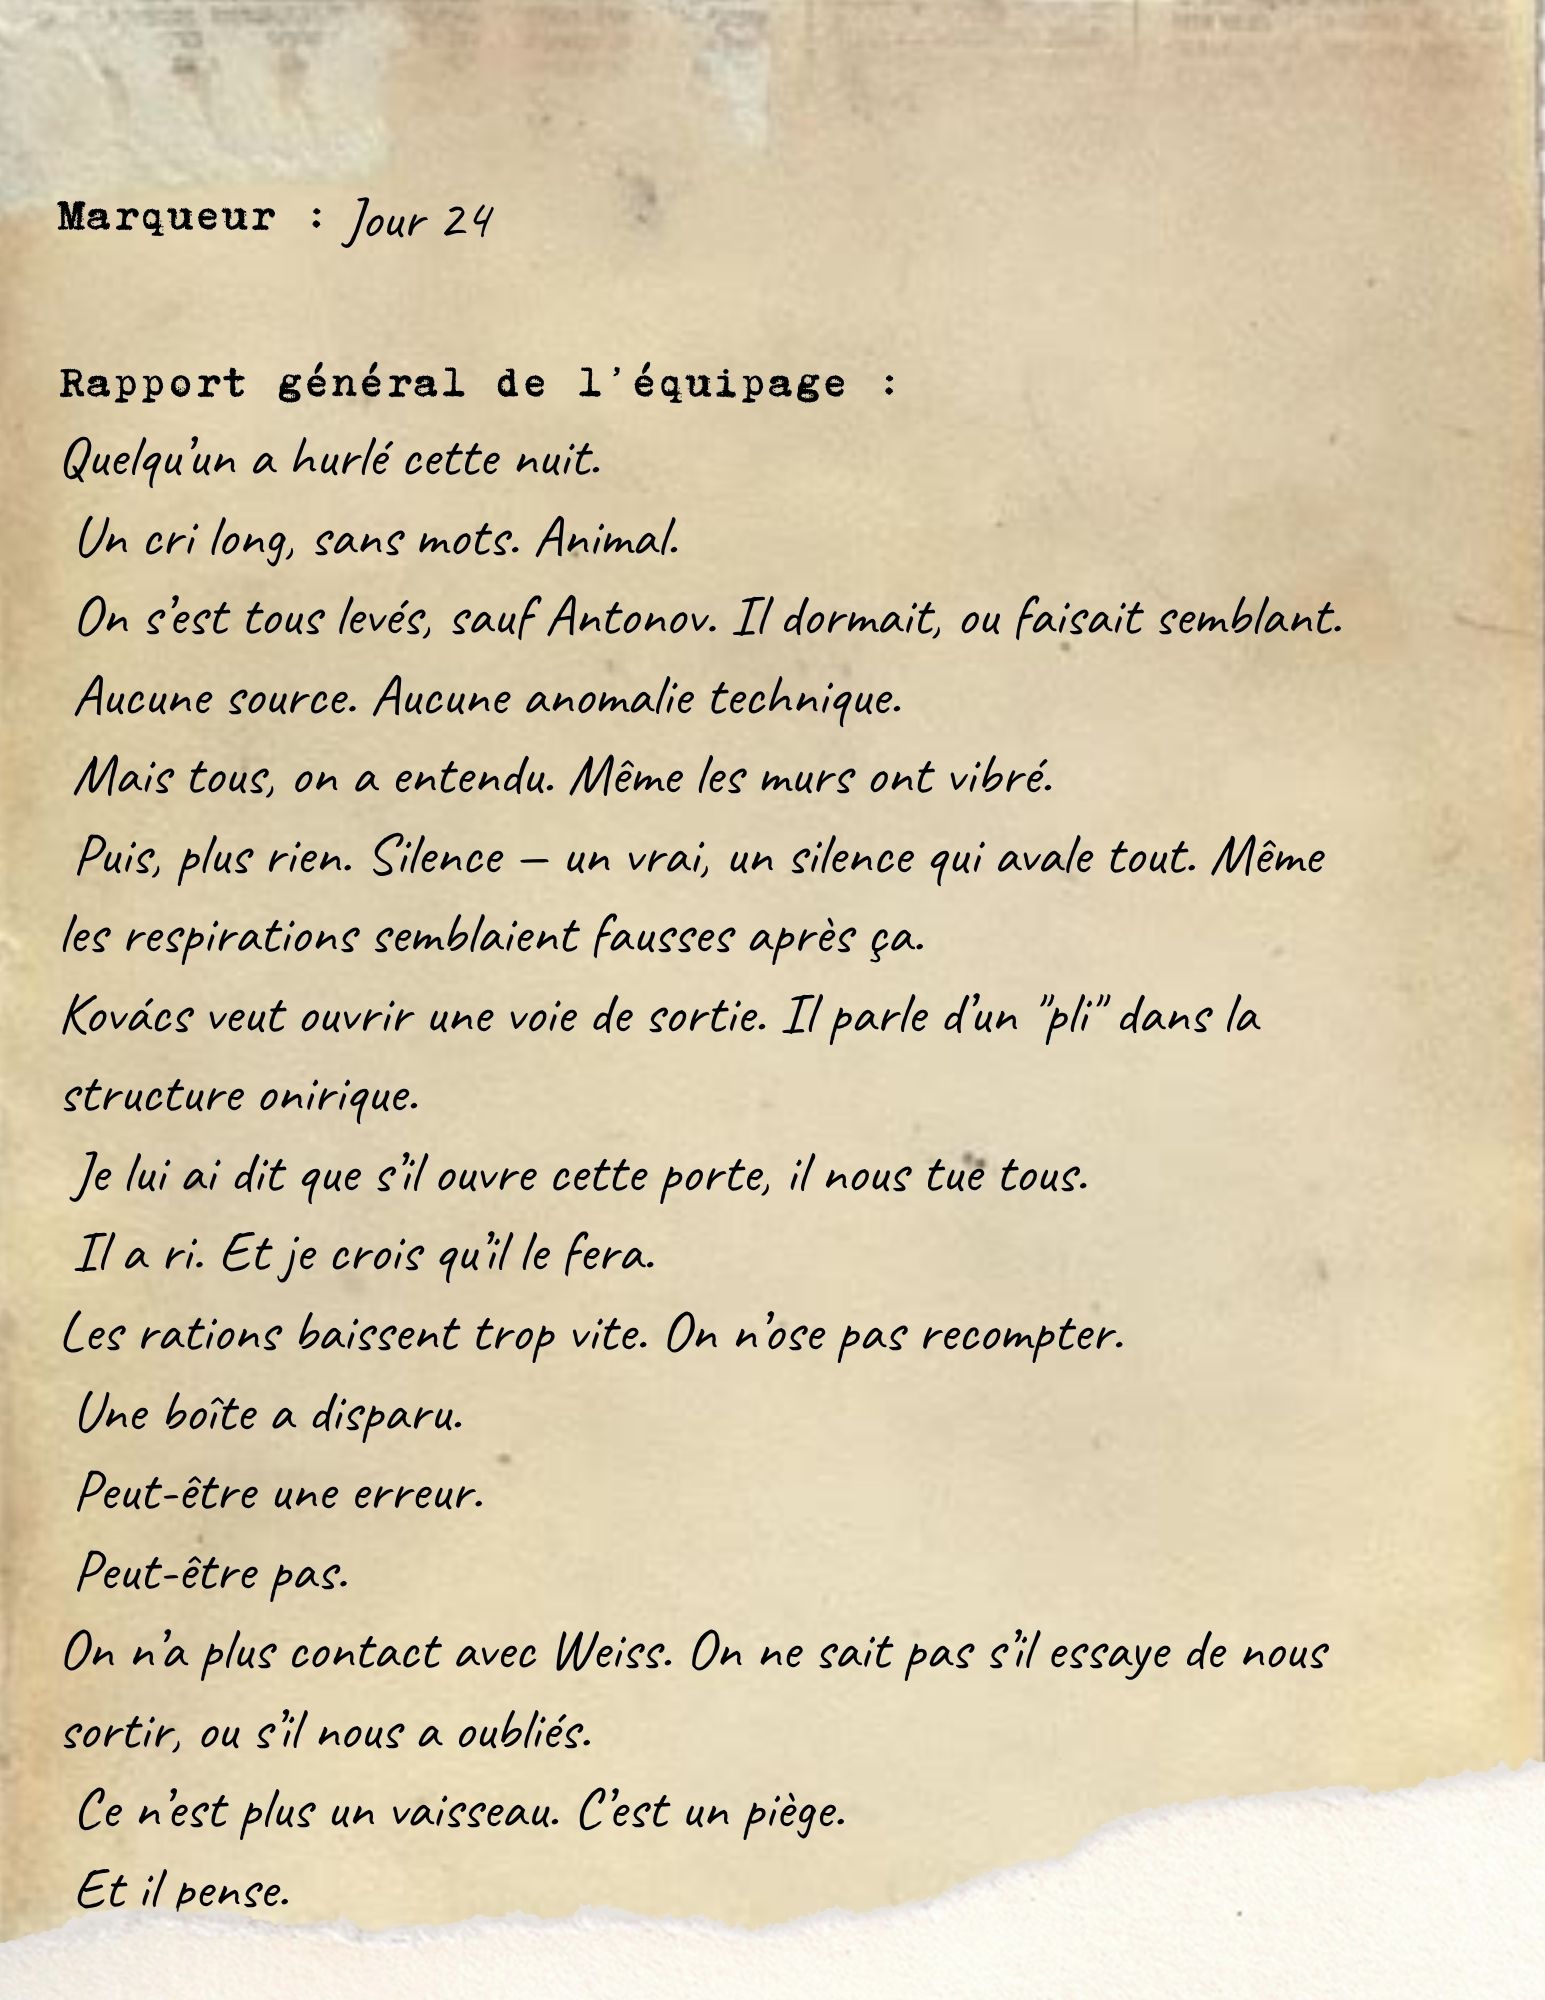 Marqueur : Jour 24
Rapport général de l'équipage :
Quelqu’un a hurlé cette nuit.
Un cri long, sans mots. Animal.
On s’est tous levés, sauf Antonov. Il dormait, ou faisait semblant.
Aucune source. Aucune anomalie technique.
Mais tous, on a entendu. Même les murs ont vibré.
Puis, plus rien. Silence — un vrai, un silence qui avale tout. Même
les respirations semblaient fausses après ça.
Kovács veut ouvrir une voie de sortie. Il parle d’un "pli" dans la
structure onirique.
Je lui ai dit que s’il ouvre cette porte, il nous tue tous.
Il a ri. Et je crois qu’il le fera.
Les rations baissent trop vite. On n’ose pas recompter.
Une boîte a disparu.
Peut-être une erreur.
Peut-être pas.
On n’a plus contact avec Weiss. On ne sait pas s’il essaye de nous
sortir, ou s’il nous a oubliés.
Ce n’est plus un vaisseau. C’est un piège.
Et il pense.